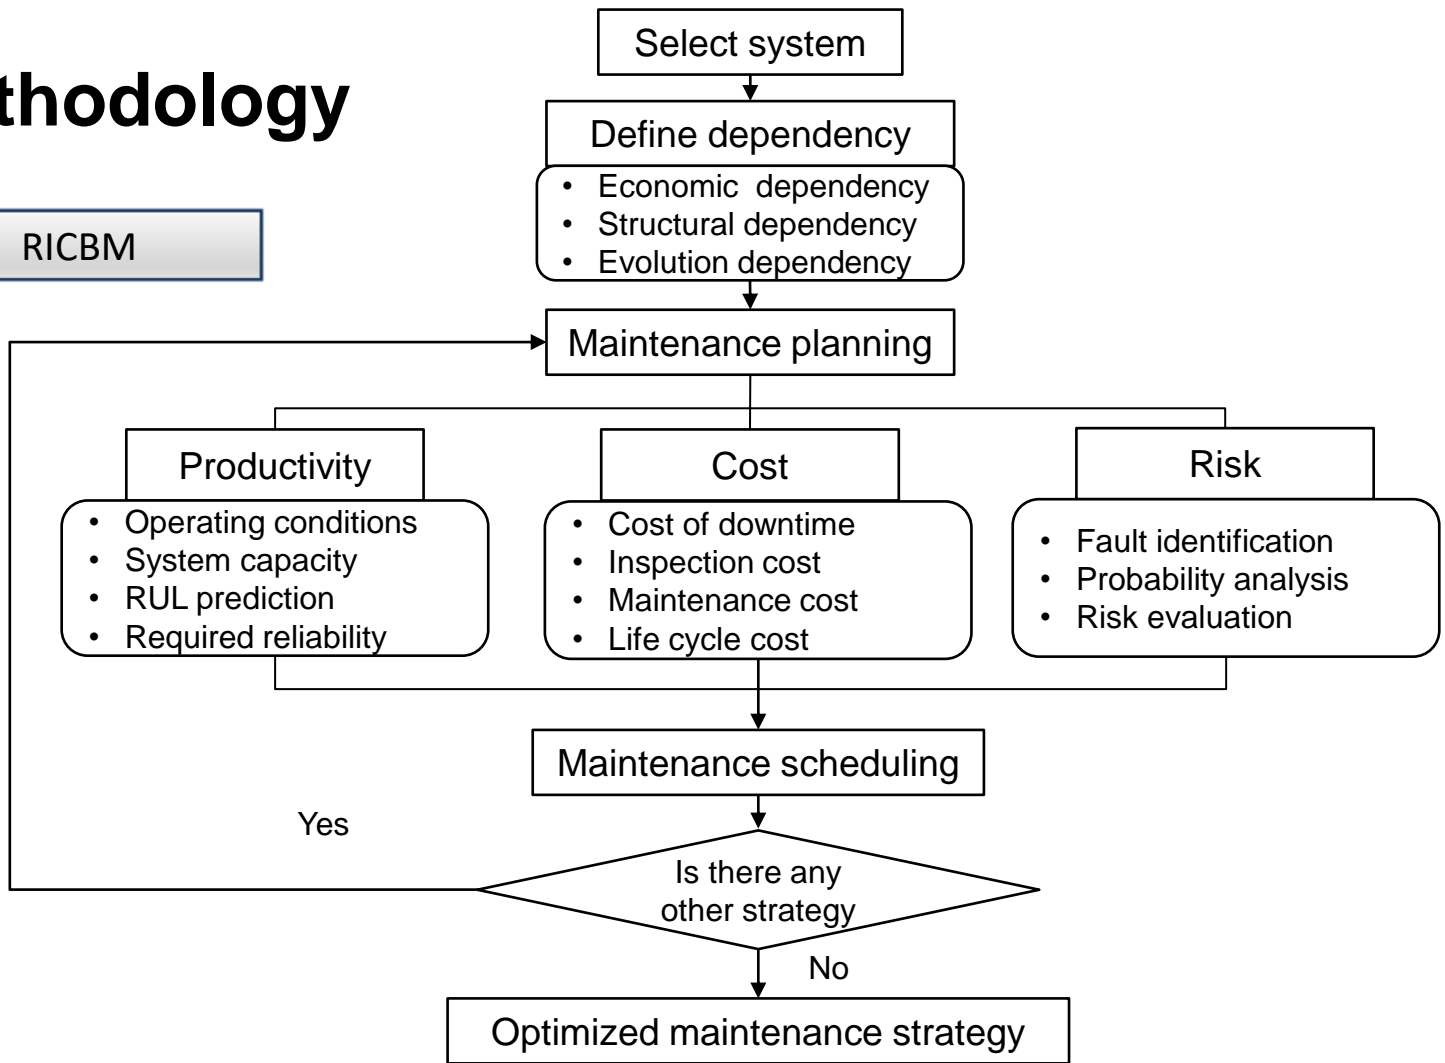 thodology
RICBM
Select system
Define dependency
• Economic dependency
• Structural dependency
• Evolution dependency
Maintenance planning
Productivity
• Operating conditions
• System capacity
• RUL prediction
• Required reliability
Cost
• Cost of downtime
• Inspection cost
• Maintenance cost
• Life cycle cost
Risk
• Fault identification
• Probability analysis
• Risk evaluation
Maintenance scheduling
Yes
Is there any
other strategy
No
Optimized maintenance strategy